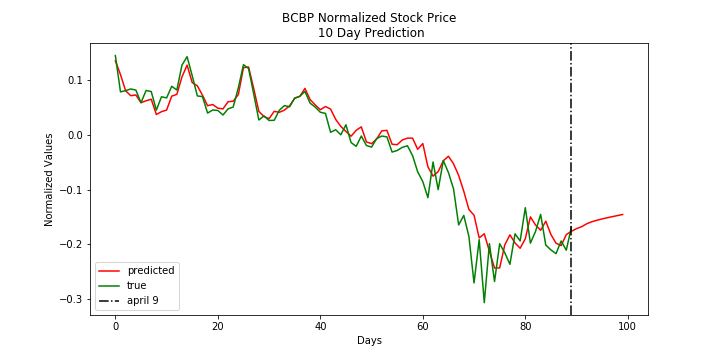 BCBP Normalized Stock Price
10 Day Prediction
Normalized Values
0.1
0.0
−0.1
−0.2
−0.3
predicted
true
april 9
0
20
40
60
80
100
Days